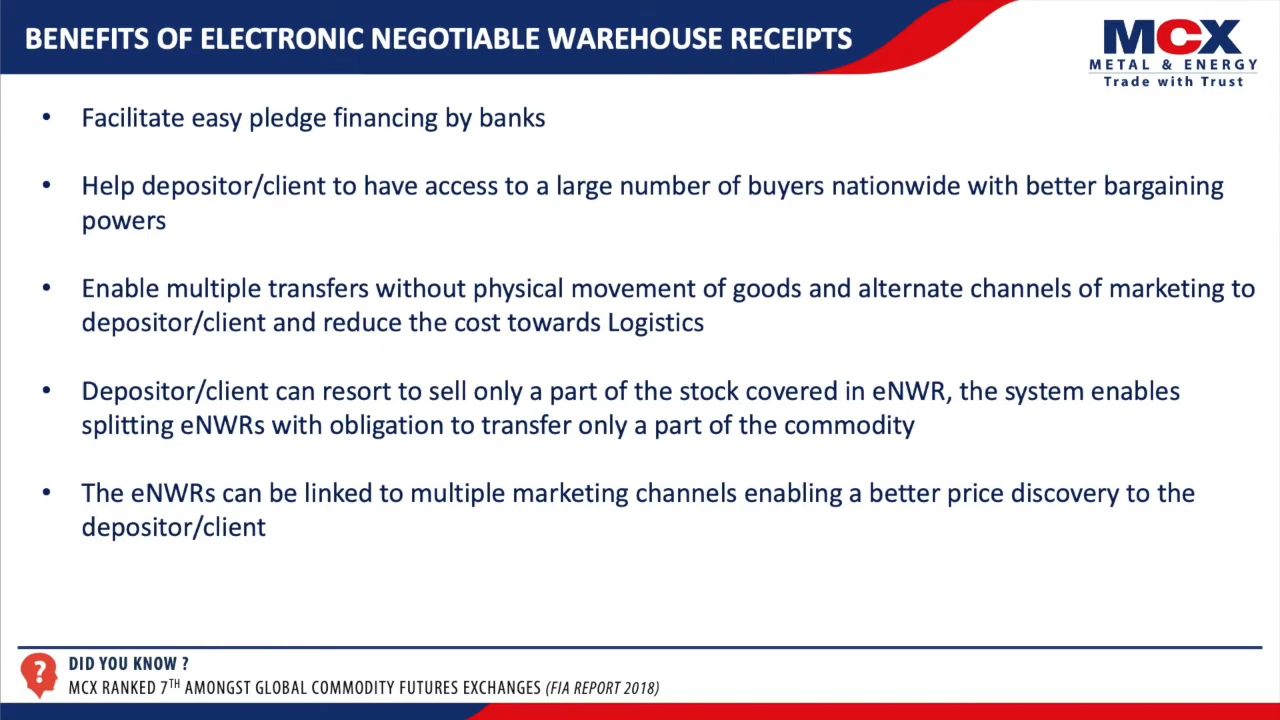 BENEFITS OF ELECTRONIC NEGOTIABLE WAREHOUSE RECEIPTS
MCX
METAL & ENERGY
Trade with Trust
• Facilitate easy pledge financing by banks
• Help depositor/client to have access to a large number of buyers nationwide with better bargaining
powers
• Enable multiple transfers without physical movement of goods and alternate channels of marketing to
depositor/client and reduce the cost towards Logistics
• Depositor/client can resort to sell only a part of the stock covered in eNWR, the system enables
splitting eNWRs with obligation to transfer only a part of the commodity
• The eNWRs can be linked to multiple marketing channels enabling a better price discovery to the
depositor/client
?
DID YOU KNOW ?
MCX RANKED 7TH AMONGST GLOBAL COMMODITY FUTURES EXCHANGES (FIA REPORT 2018)